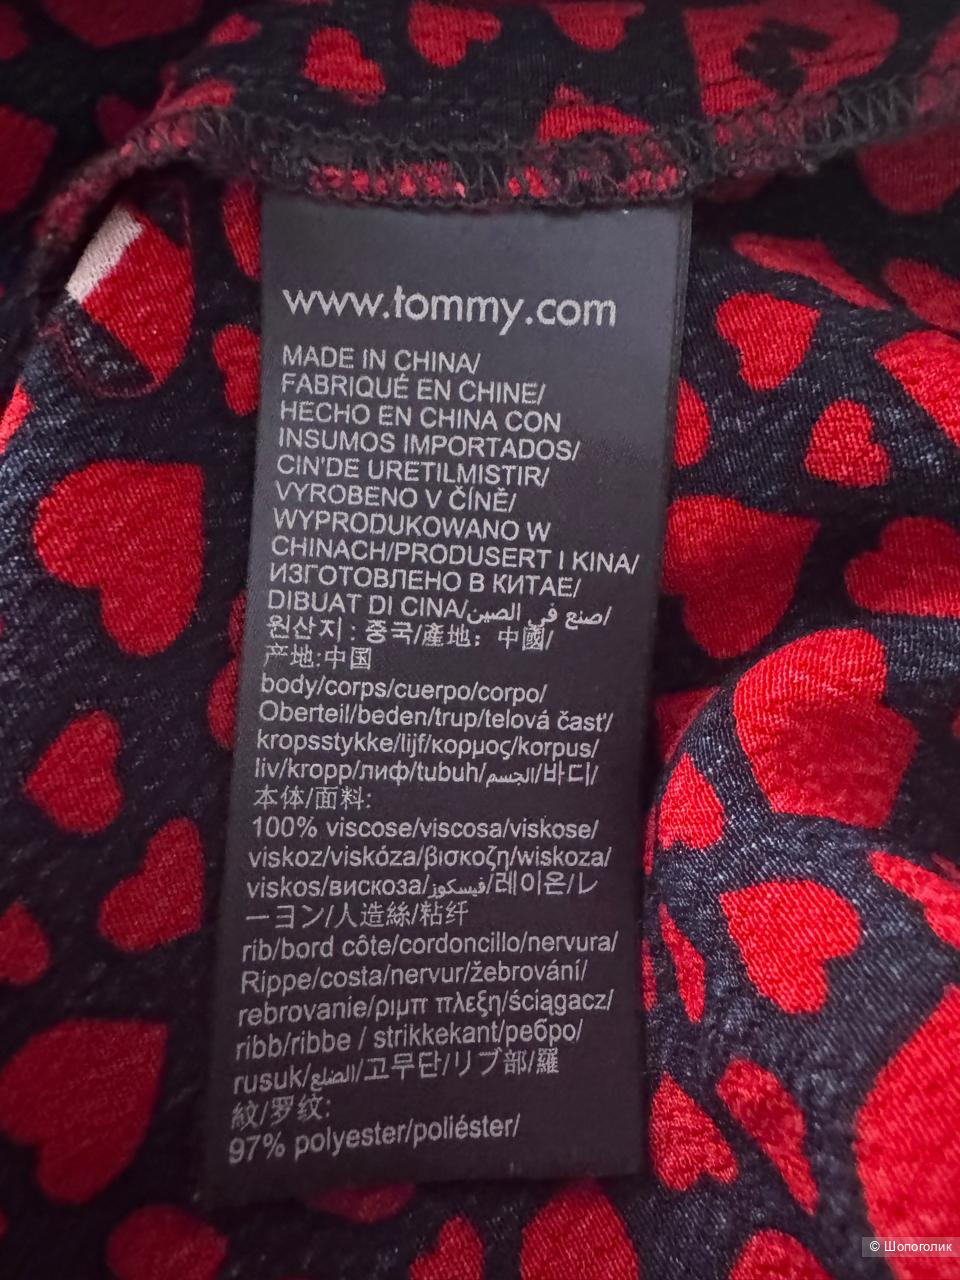 www.tommy.com
MADE IN CHINA/
FABRIQUÉ EN CHINE/
HECHO EN CHINA CON
INSUMOS IMPORTADOS/
CIN'DE URETILMISTIR/
VYROBENO V ČÍNĚ/
WYPRODUKOWANO W
CHINACH/PRODUSERT I KINA/
ИЗГОТОВЛЕНО В КИТАЕ/
DIBUAT DI CINA/صنع في الصين/
원산지 : 중국/產地；中國/
产地:中国
body/corps/cuerpo/corpo/
Oberteil/beden/trup/telová časť/
kropsstykke/lijf/κορμος/korpus/
liv/kropp/лиф/tubuh/الجسم/바디/
本体/面料:
100% viscose/viscosa/viskose/
viskoz/viskóza/βισκοζη/wiskoza/
viskos/вискоза/فيسكوز/레이온/レ
ーヨン/人造絲/粘纤
rib/bord côte/cordoncillo/nervura/
Rippe/costa/nervur/žebrování/
rebrovanie/ριμπ πλεξη/ściągacz/
ribb/ribbe / strikkekant/ребро/
rusuk/الضلع/고무단/リブ部/羅
紋/罗纹:
97% polyester/poliéster/
© Шопоголик